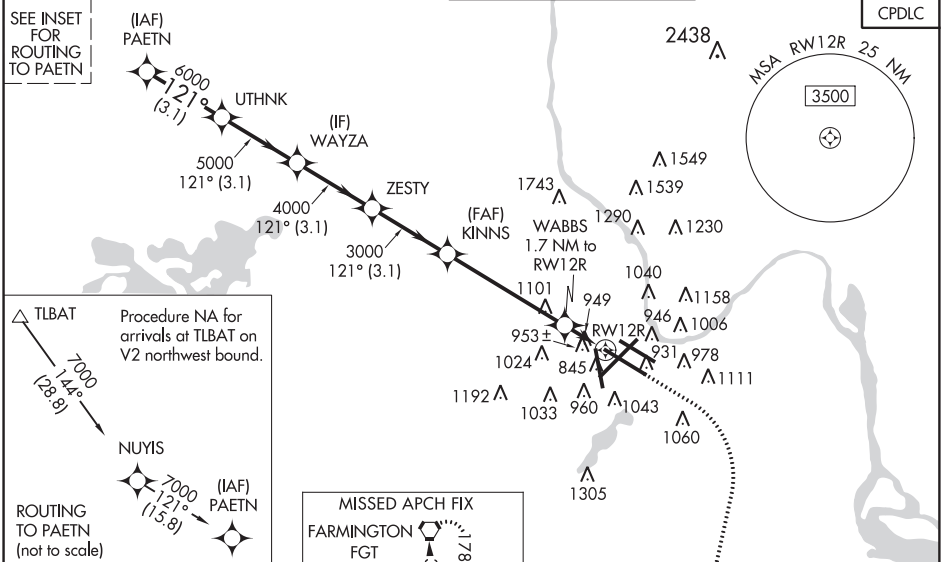 SEE INSET
FOR
ROUTING
TO PAETN
(IAF)
PAETN
6000
121°
(3.1)
UTHNK
5000
121° (3.1)
(IF)
WAYZA
4000
121° (3.1)
ZESTY
3000
121° (3.1)
(FAF)
KINNS
WABBS
1.7 NM to
RW12R
RW12R
CPDLC
MSA RW12R 25 NM
3500
2438
1549
1539
1743
1290
1230
1040
1158
1101
949
946
1006
953±
931
978
1024
845
1111
1192
1033
960
1043
1060
1305
TLBAT
Procedure NA for
arrivals at TLBAT on
V2 northwest bound.
7000
144°
(28.8)
NUYIS
7000
121°
(15.8)
(IAF)
PAETN
ROUTING
TO PAETN
(not to scale)
MISSED APCH FIX
FARMINGTON
FGT
178